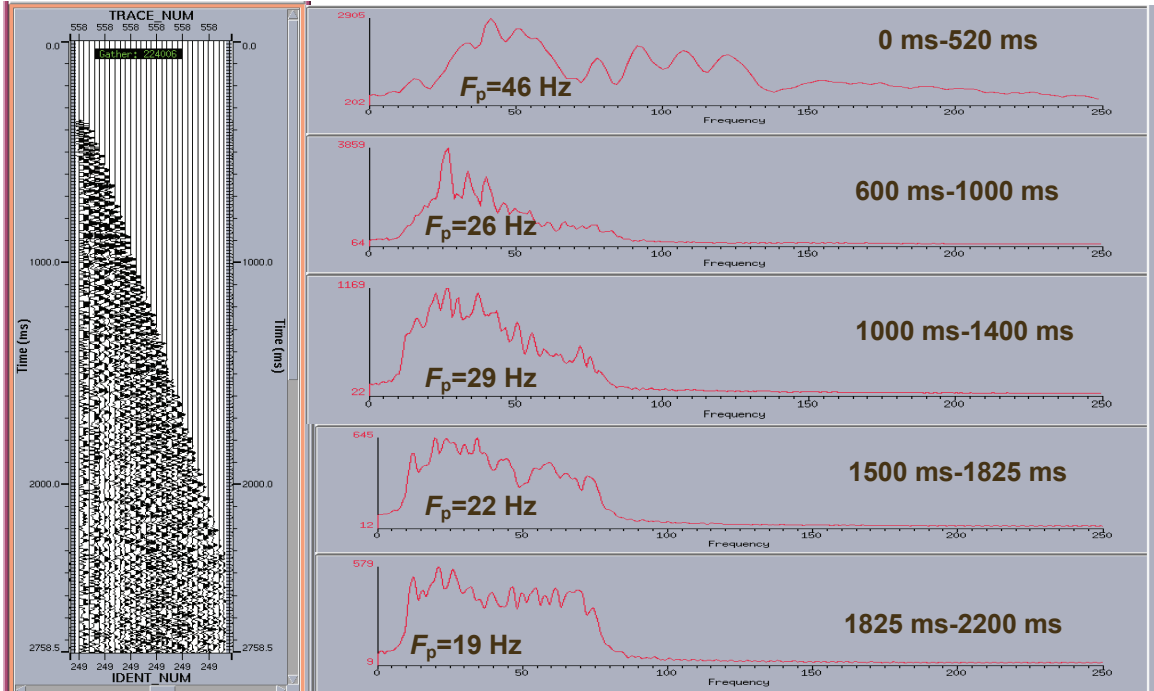 TRACE_NUM
558 558 558 558 558 558
0.0 0.0
Gather: 224006
1000.0 1000.0
Time (ms) Time (ms)
2000.0 2000.0
2758.5 2758.5
249 249 249 249 249 249
IDENT_NUM
2905
0 ms-520 ms
Fp=46 Hz
202
0 50 100 150 200 250
Frequency
3859
600 ms-1000 ms
Fp=26 Hz
64
0 50 100 150 200 250
Frequency
1169
1000 ms-1400 ms
Fp=29 Hz
22
0 50 100 150 200 250
Frequency
645
1500 ms-1825 ms
Fp=22 Hz
12
0 50 100 150 200 250
Frequency
579
1825 ms-2200 ms
Fp=19 Hz
9
0 50 100 150 200 250
Frequency